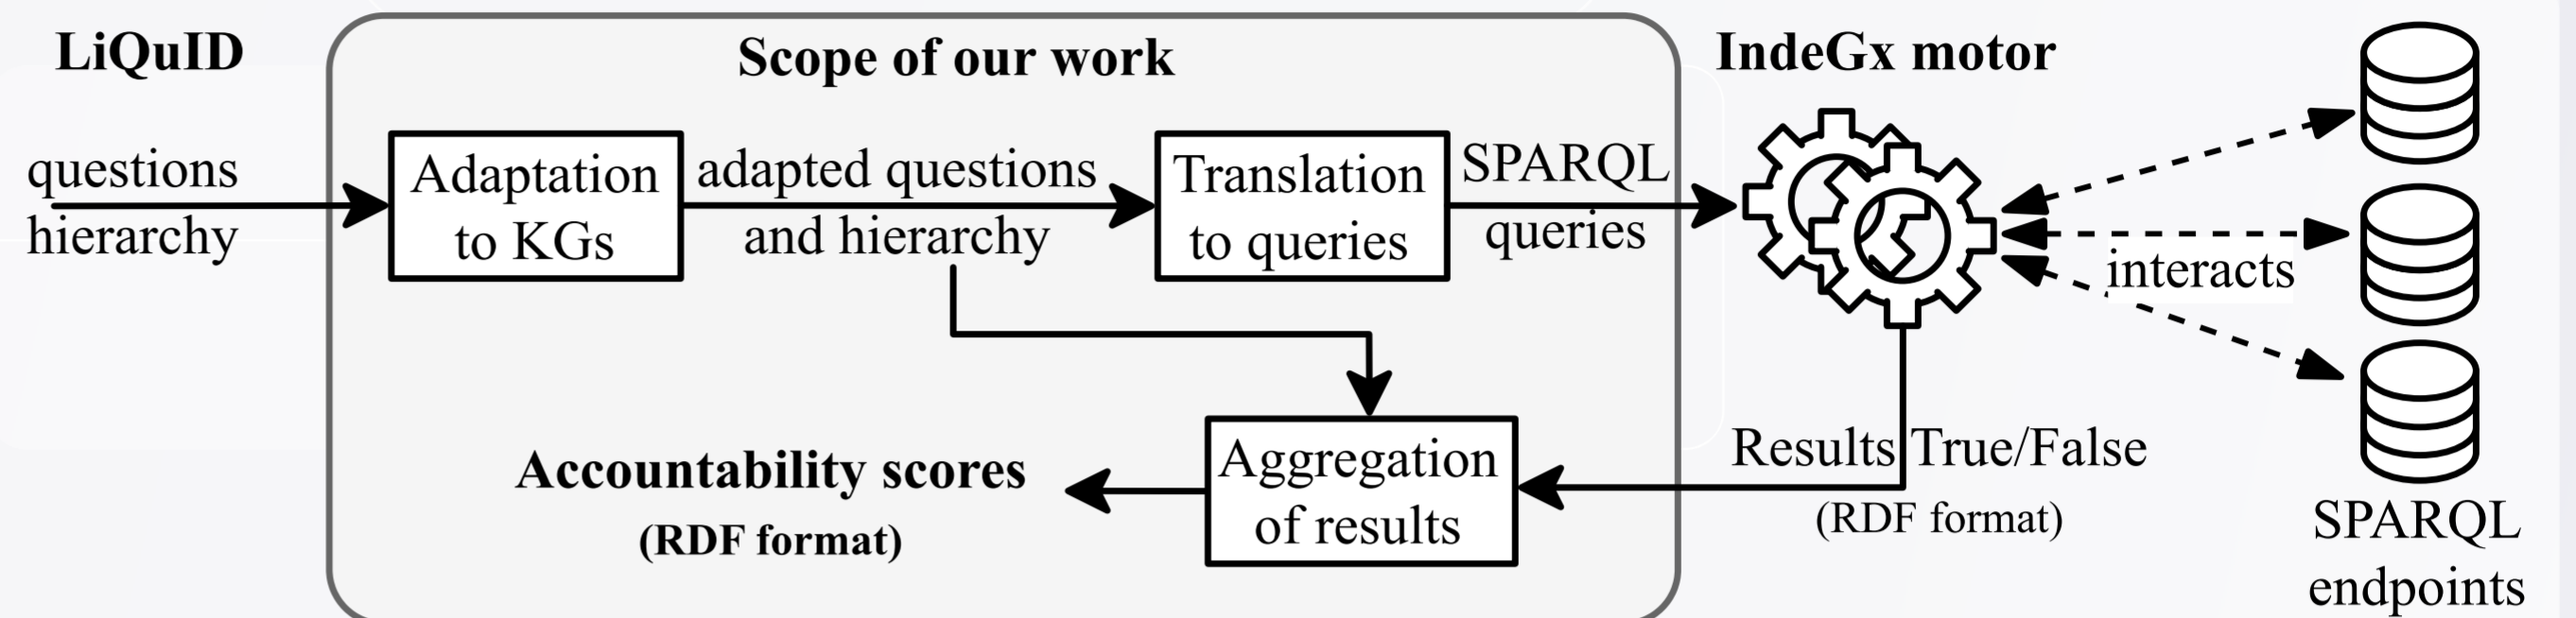 LiQuID
Scope of our work
IndeGx motor
questions
hierarchy
Adaptation
to KGs
adapted questions
and hierarchy
Translation
to queries
SPARQL
queries
interacts
Accountability scores
(RDF format)
Aggregation
of results
Results True/False
(RDF format)
SPARQL
endpoints